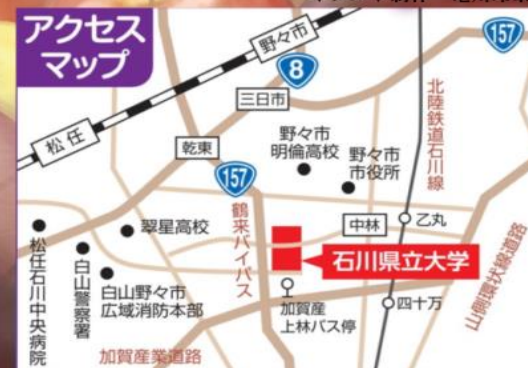 アクセス
マップ
野々市
8
157
三日市
松任
乾東
157
野々市
明倫高校
野々市
市役所
北陸鉄道石川線
翠星高校
鶴来バイパス
中林
乙丸
石川県立大学
松任石川中央病院
白山警察署
白山野々市
広域消防本部
加賀産
上林バス停
四十万
山側環状線道路
加賀産業道路